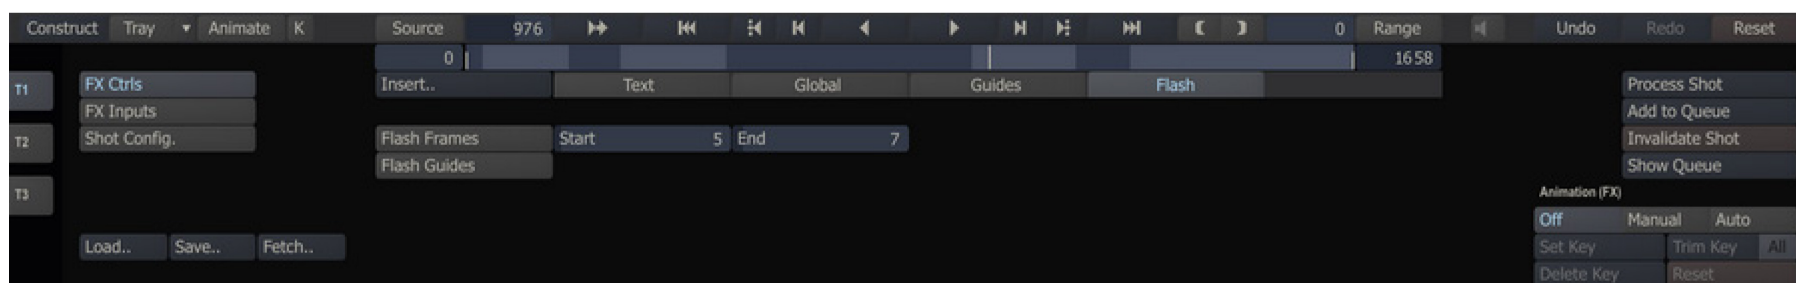 Construct Tray Animate K Source 976 0 Range Undo Redo Reset
0 1658
T1 FX Ctrls Insert.. Text Global Guides Flash Process Shot
FX Inputs Add to Queue
T2 Shot Config. Flash Frames Start 5 End 7 Invalidate Shot
Flash Guides Show Queue
T3 Animation (FX)
Off Manual Auto
Load.. Save.. Fetch.. Set Key Trim Key All
Delete Key Reset